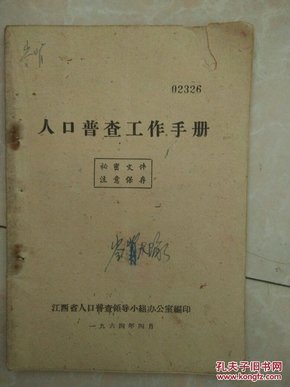 02326
人口普查工作手册
秘密文件
注意保存
江西省人口普查领导小组办公室编印
一九六四年四月
孔夫子旧书网